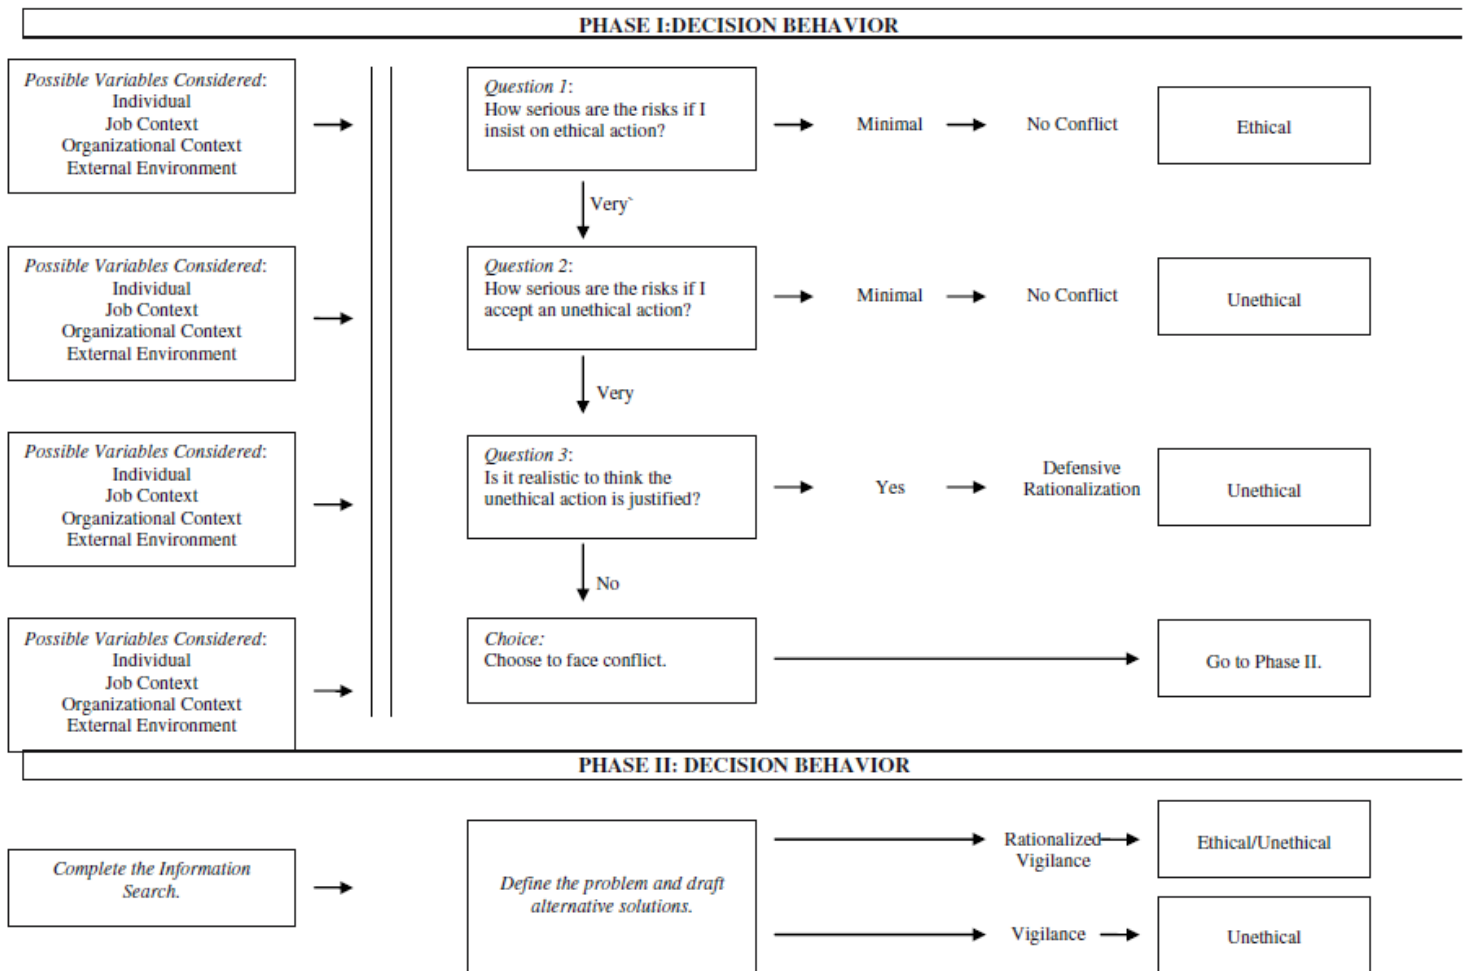 PHASE I:DECISION BEHAVIOR
Possible Variables Considered:
Individual
Job Context
Organizational Context
External Environment
Question 1:
How serious are the risks if I
insist on ethical action?
Minimal
No Conflict
Ethical
Very`
Possible Variables Considered:
Individual
Job Context
Organizational Context
External Environment
Question 2:
How serious are the risks if I
accept an unethical action?
Minimal
No Conflict
Unethical
Very
Possible Variables Considered:
Individual
Job Context
Organizational Context
External Environment
Question 3:
Is it realistic to think the
unethical action is justified?
Yes
Defensive
Rationalization
Unethical
No
Possible Variables Considered:
Individual
Job Context
Organizational Context
External Environment
Choice:
Choose to face conflict.
Go to Phase II.
PHASE II: DECISION BEHAVIOR
Complete the Information
Search.
Define the problem and draft
alternative solutions.
Rationalized
Vigilance
Ethical/Unethical
Vigilance
Unethical